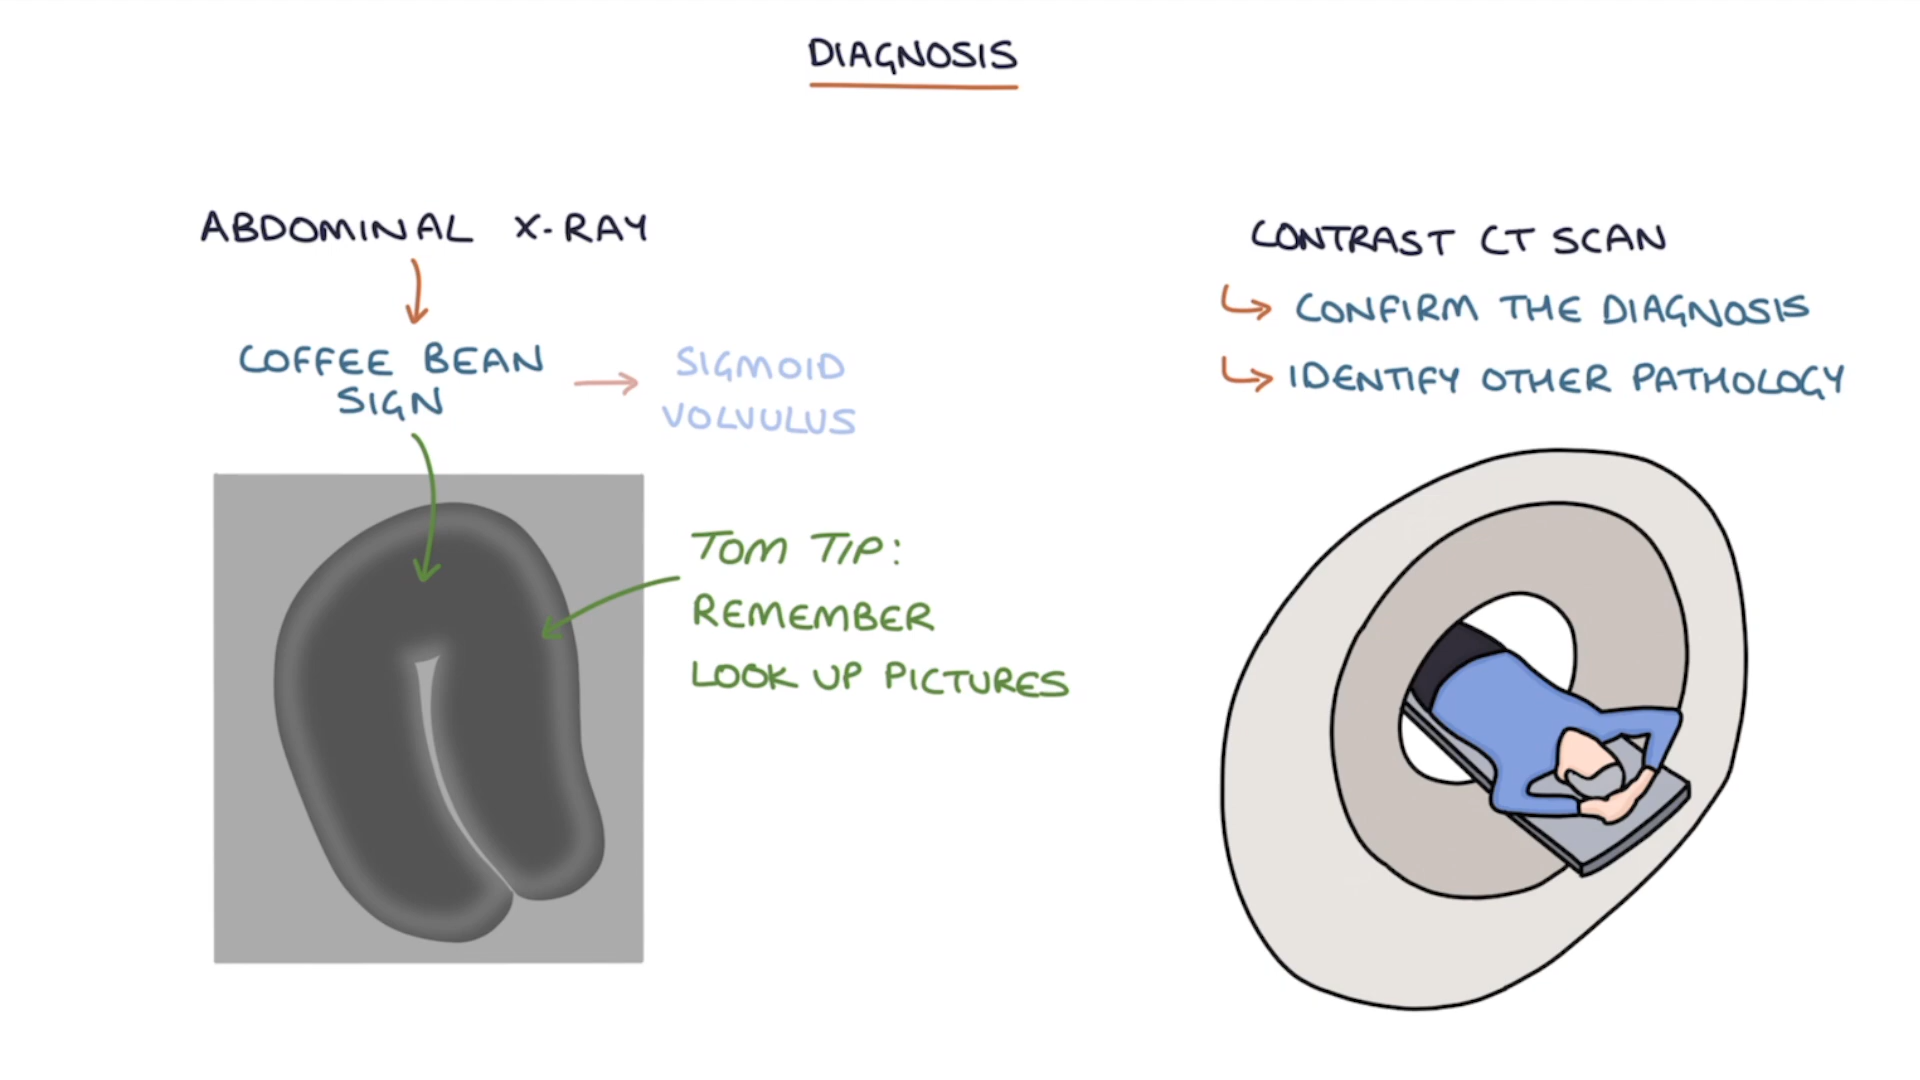 DIAGNOSIS
ABDOMINAL X-RAY
COFFEE BEAN
SIGN
SIGMOID
VOLVULUS
TOM TIP:
REMEMBER
LOOK UP PICTURES
CONTRAST CT SCAN
CONFIRM THE DIAGNOSIS
IDENTIFY OTHER PATHOLOGY